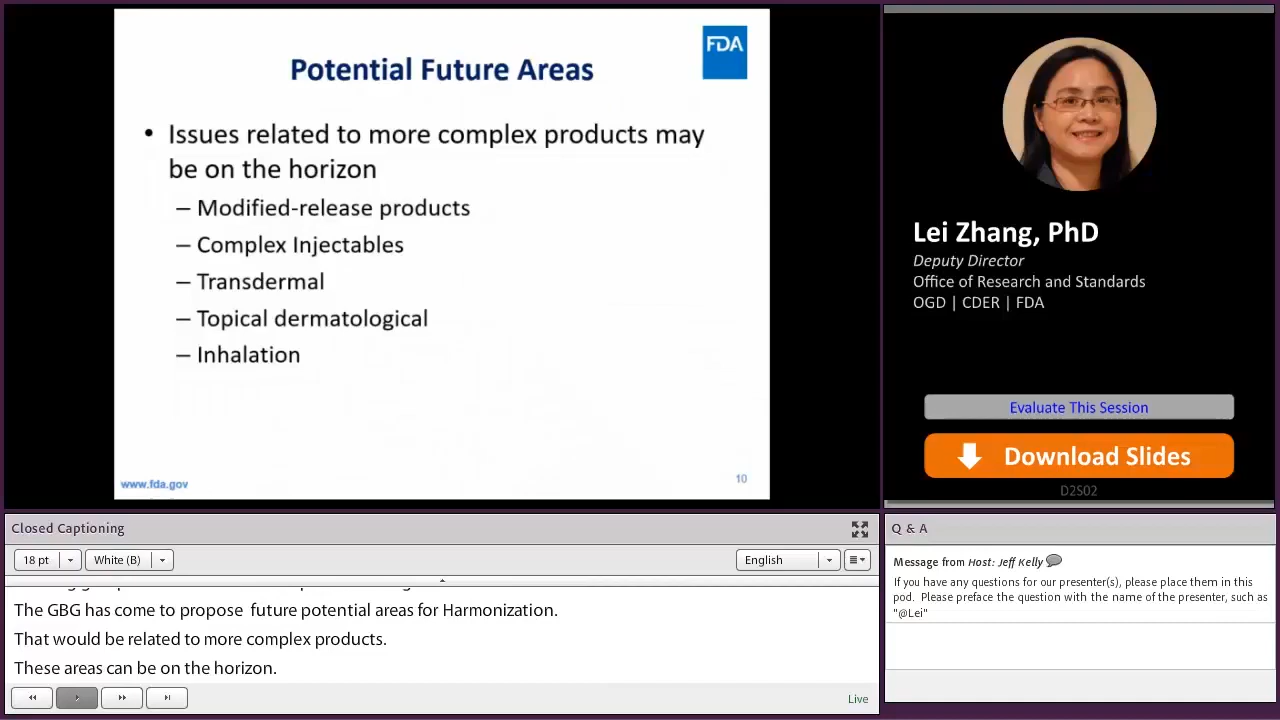 FDA
Potential Future Areas
• Issues related to more complex products may
be on the horizon
– Modified-release products
– Complex Injectables
– Transdermal
– Topical dermatological
– Inhalation
www.fda.gov
10
Lei Zhang, PhD
Deputy Director
Office of Research and Standards
OGD | CDER | FDA
Evaluate This Session
Download Slides
D2S02
Closed Captioning
18 pt
White (B)
English
The GBG has come to propose  future potential areas for Harmonization.
That would be related to more complex products.
These areas can be on the horizon.
Live
Q & A
Message from Host: Jeff Kelly
If you have any questions for our presenter(s), please place them in this
pod.  Please preface the question with the name of the presenter, such as
"@Lei"